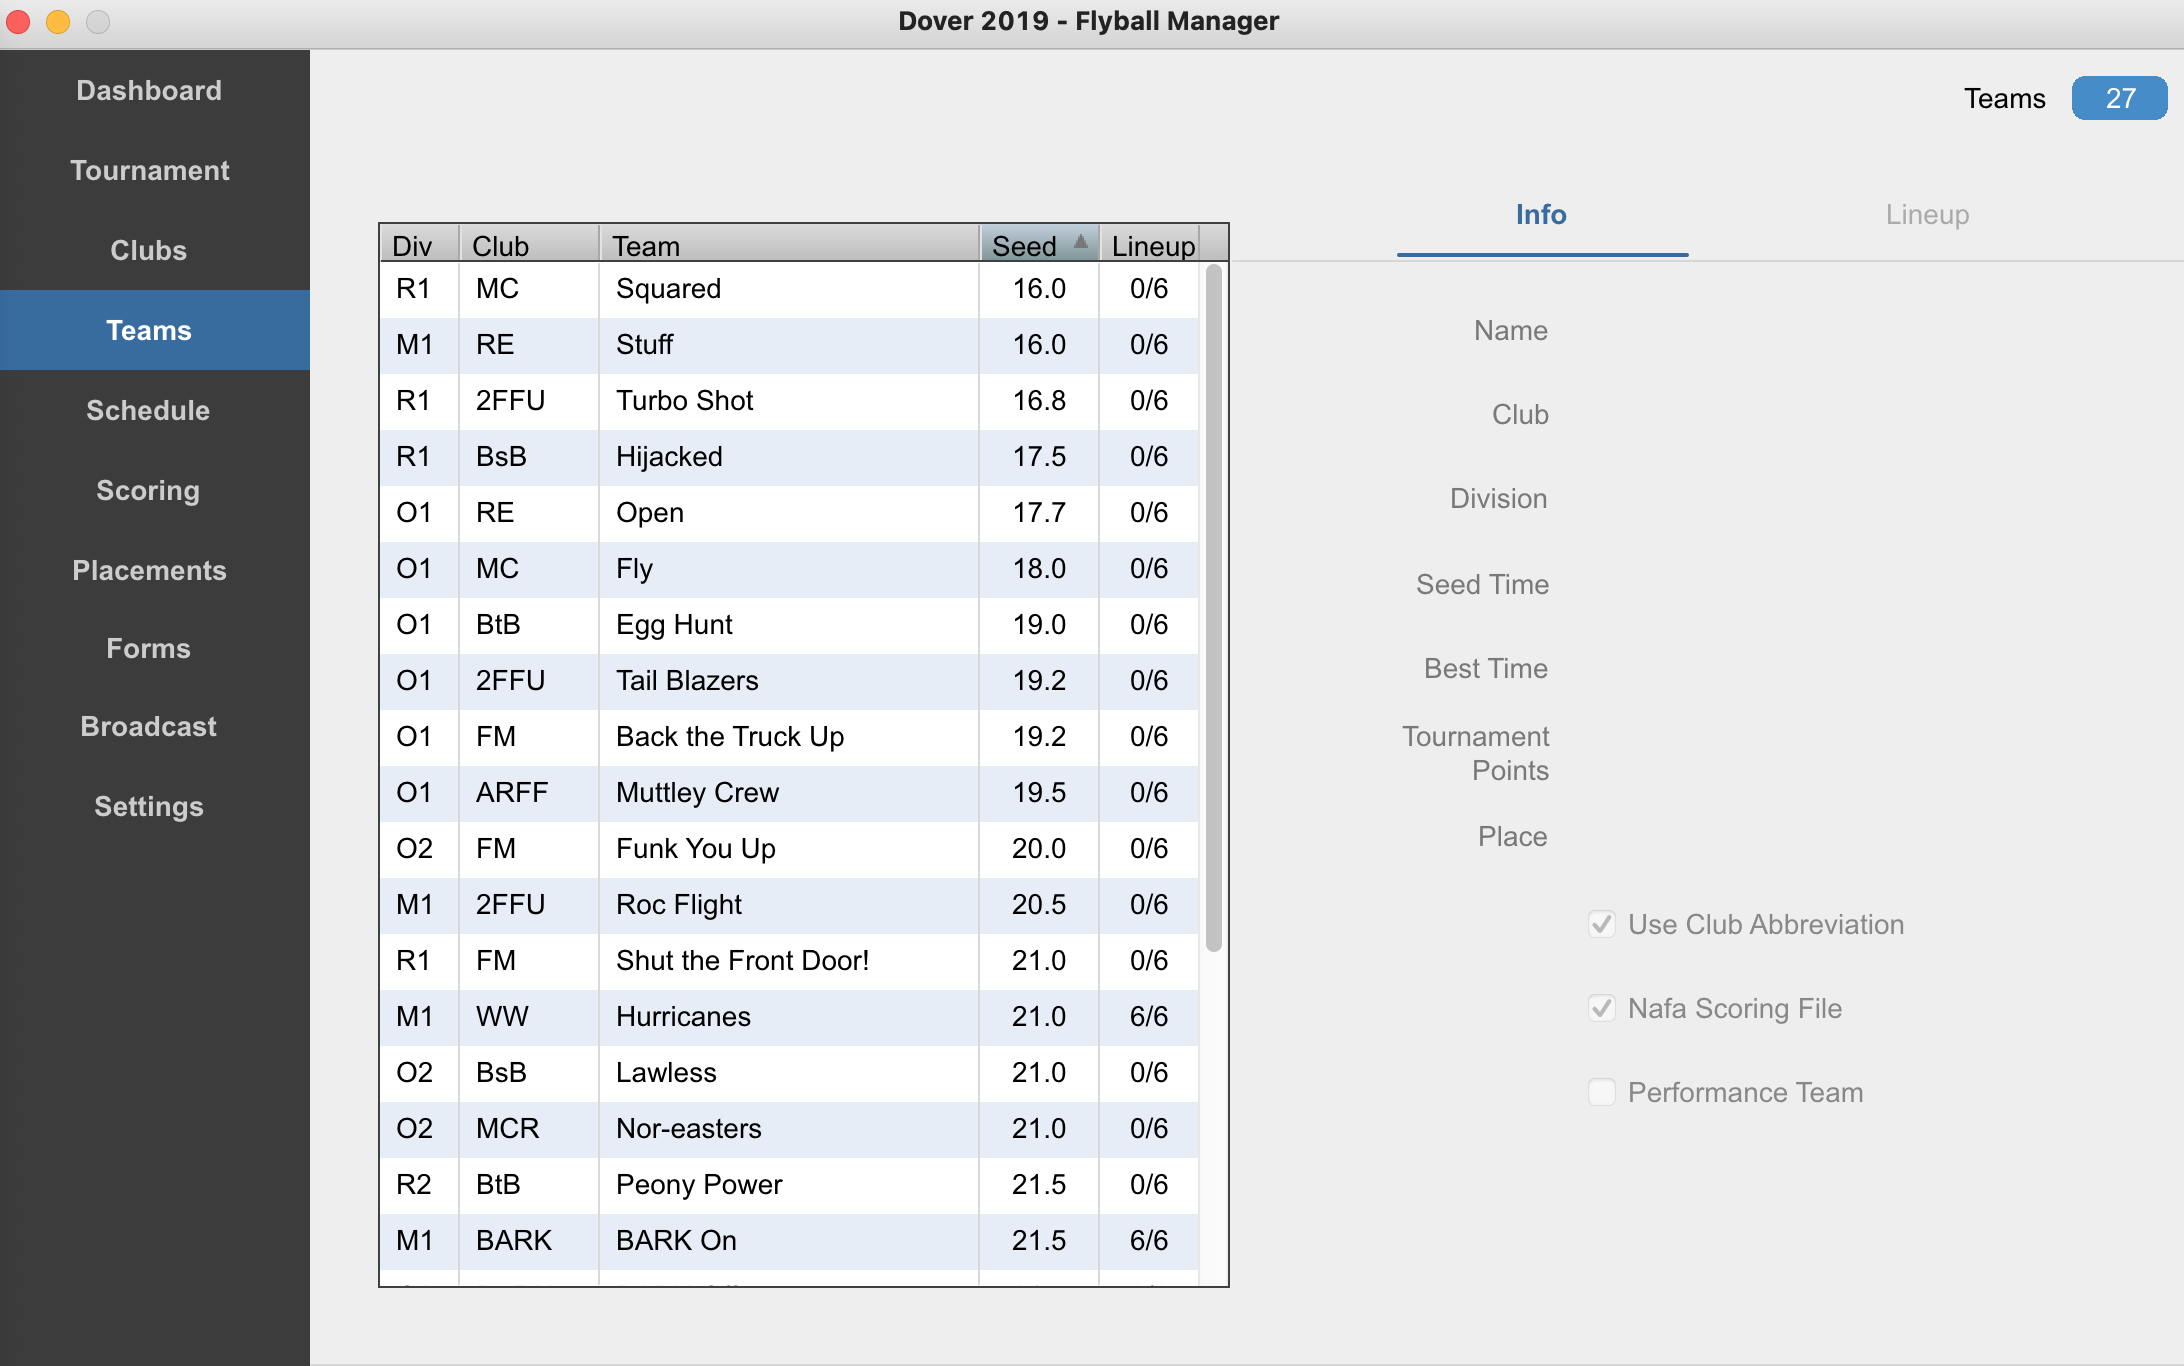 Dover 2019 - Flyball Manager
Dashboard
Tournament
Clubs
Teams
Schedule
Scoring
Placements
Forms
Broadcast
Settings
Teams 27
Div Club Team Seed Lineup
R1 MC Squared 16.0 0/6
M1 RE Stuff 16.0 0/6
R1 2FFU Turbo Shot 16.8 0/6
R1 BsB Hijacked 17.5 0/6
O1 RE Open 17.7 0/6
O1 MC Fly 18.0 0/6
O1 BtB Egg Hunt 19.0 0/6
O1 2FFU Tail Blazers 19.2 0/6
O1 FM Back the Truck Up 19.2 0/6
O1 ARFF Muttley Crew 19.5 0/6
O2 FM Funk You Up 20.0 0/6
M1 2FFU Roc Flight 20.5 0/6
R1 FM Shut the Front Door! 21.0 0/6
M1 WW Hurricanes 21.0 6/6
O2 BsB Lawless 21.0 0/6
O2 MCR Nor-easters 21.0 0/6
R2 BtB Peony Power 21.5 0/6
M1 BARK BARK On 21.5 6/6
Info Lineup
Name
Club
Division
Seed Time
Best Time
Tournament
Points
Place
Use Club Abbreviation
Nafa Scoring File
Performance Team